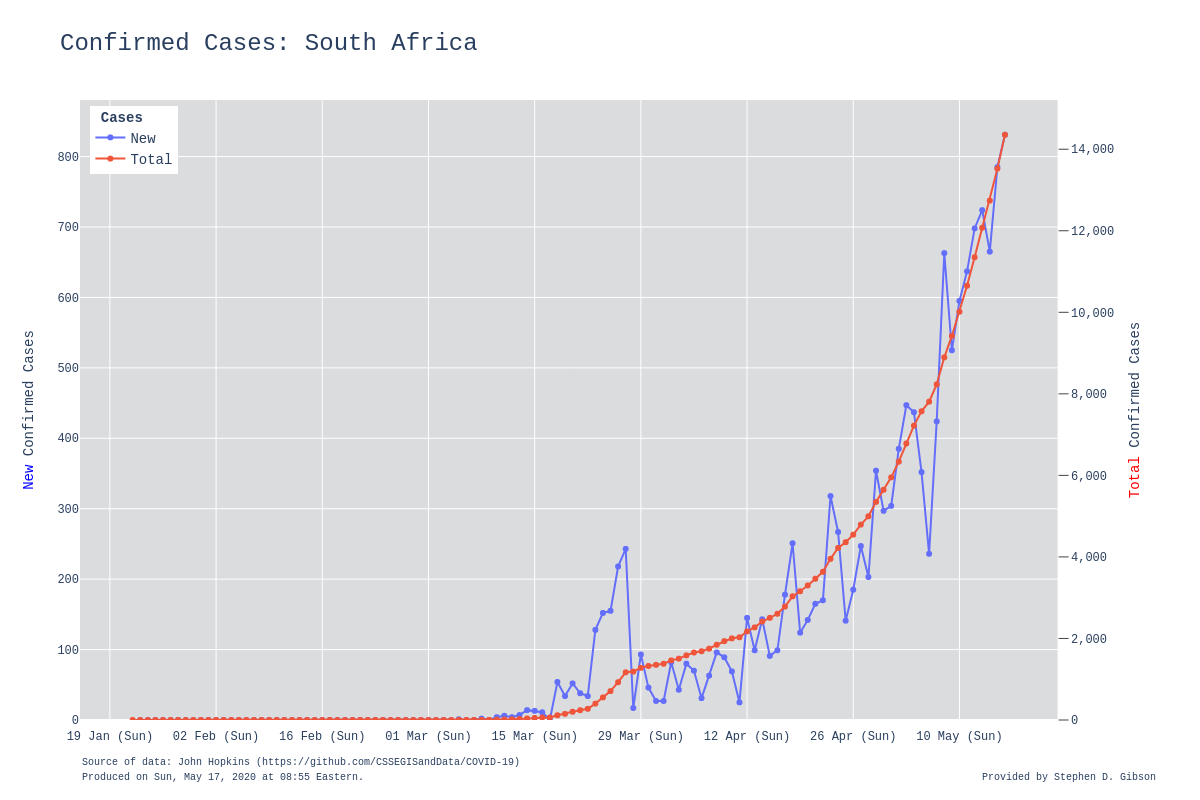 Confirmed Cases: South Africa
Cases
New
Total
800
700
600
500
400
300
200
100
0
14,000
12,000
10,000
8,000
6,000
4,000
2,000
0
New Confirmed Cases
Total Confirmed Cases
19 Jan (Sun) 02 Feb (Sun) 16 Feb (Sun) 01 Mar (Sun) 15 Mar (Sun) 29 Mar (Sun) 12 Apr (Sun) 26 Apr (Sun) 10 May (Sun)
Source of data: John Hopkins (https://github.com/CSSEGISandData/COVID-19)
Produced on Sun, May 17, 2020 at 08:55 Eastern.
Provided by Stephen D. Gibson